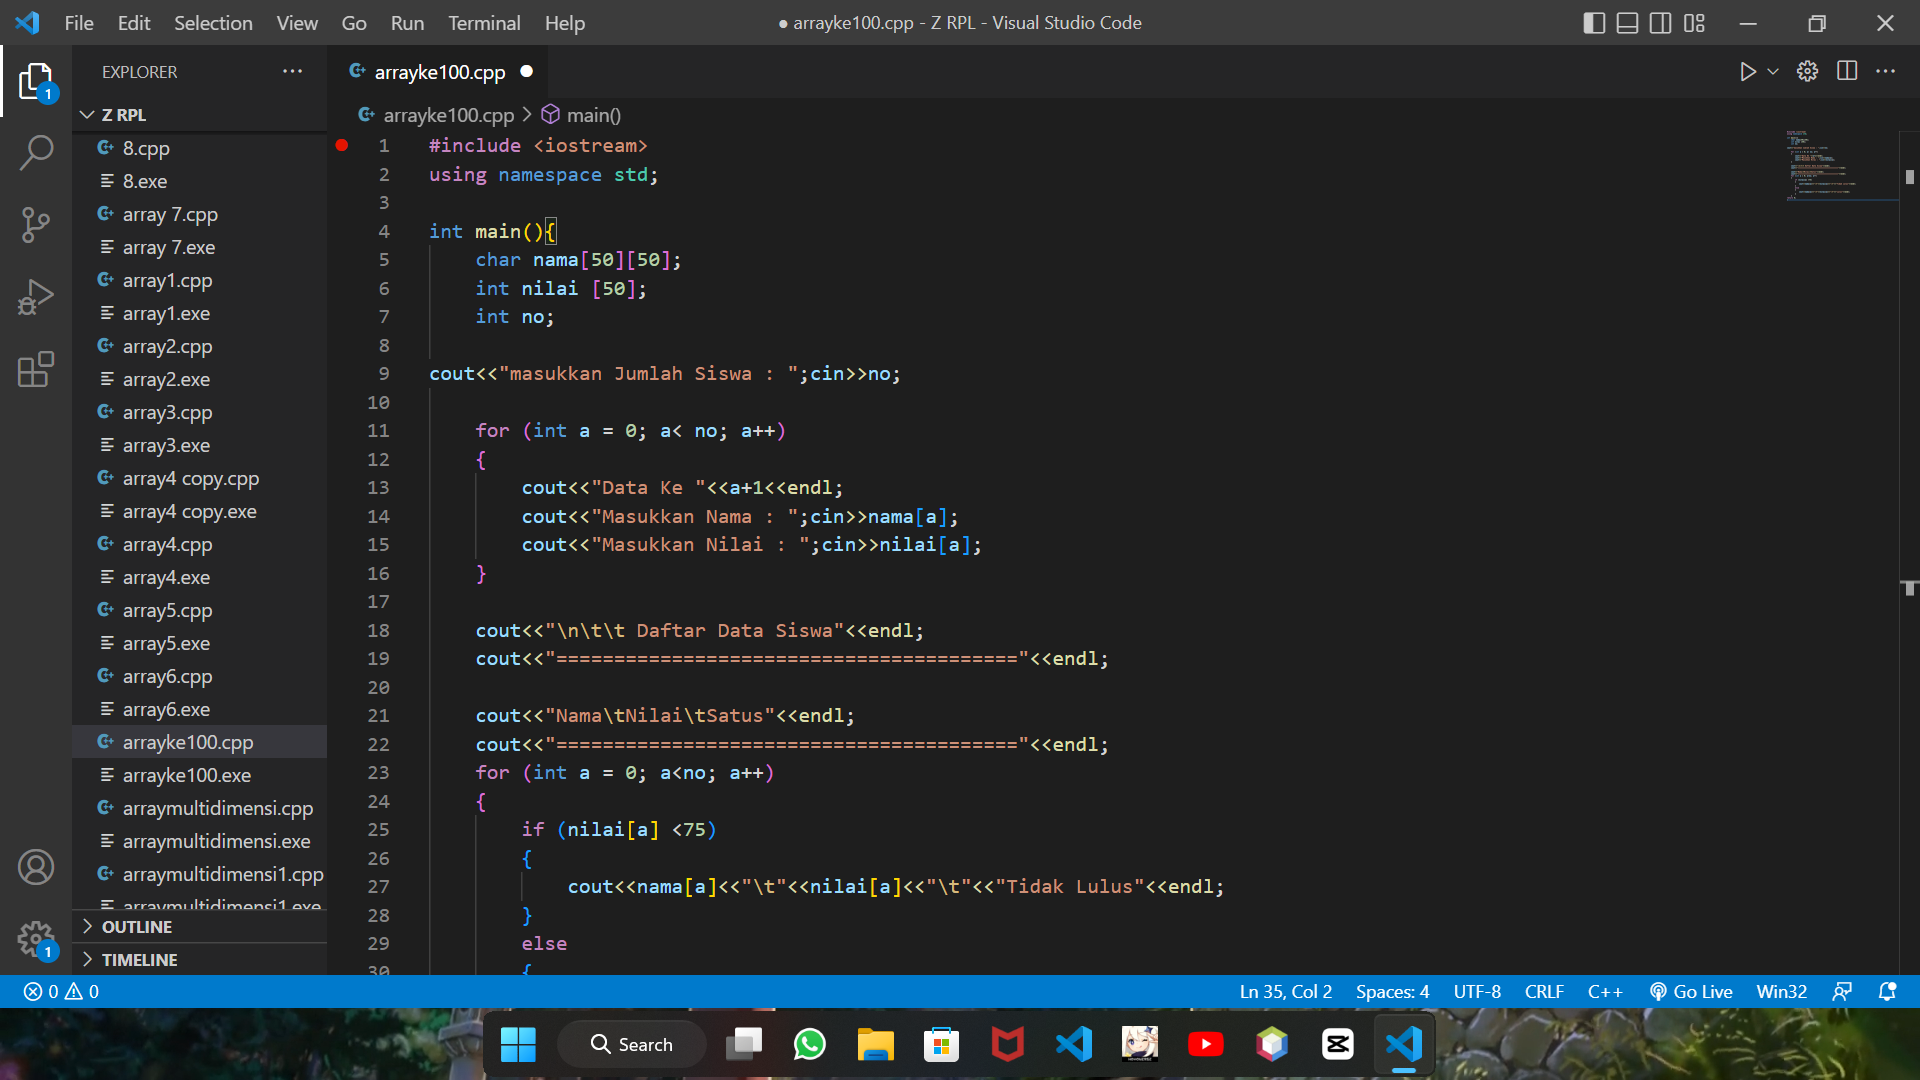 File Edit Selection View Go Run Terminal Help
● arrayke100.cpp - Z RPL - Visual Studio Code
EXPLORER
Z RPL
8.cpp
8.exe
array 7.cpp
array 7.exe
array1.cpp
array1.exe
array2.cpp
array2.exe
array3.cpp
array3.exe
array4 copy.cpp
array4 copy.exe
array4.cpp
array4.exe
array5.cpp
array5.exe
array6.cpp
array6.exe
arrayke100.cpp
arrayke100.exe
arraymultidimensi.cpp
arraymultidimensi.exe
arraymultidimensi1.cpp
arraymultidimensi1.exe
OUTLINE
TIMELINE
1
1
arrayke100.cpp
arrayke100.cpp > main()
1 #include <iostream>
2 using namespace std;
3
4 int main(){
5 char nama[50][50];
6 int nilai [50];
7 int no;
8
9 cout<<"masukkan Jumlah Siswa : ";cin>>no;
10
11 for (int a = 0; a< no; a++)
12 {
13 cout<<"Data Ke "<<a+1<<endl;
14 cout<<"Masukkan Nama : ";cin>>nama[a];
15 cout<<"Masukkan Nilai : ";cin>>nilai[a];
16 }
17
18 cout<<"\n\t\t Daftar Data Siswa"<<endl;
19 cout<<"========================================"<<endl;
20
21 cout<<"Nama\tNilai\tSatus"<<endl;
22 cout<<"========================================"<<endl;
23 for (int a = 0; a<no; a++)
24 {
25 if (nilai[a] <75)
26 {
27 cout<<nama[a]<<"\t"<<nilai[a]<<"\t"<<"Tidak Lulus"<<endl;
28 }
29 else
30 {
0 0
Ln 35, Col 2 Spaces: 4 UTF-8 CRLF C++ Go Live Win32
Search